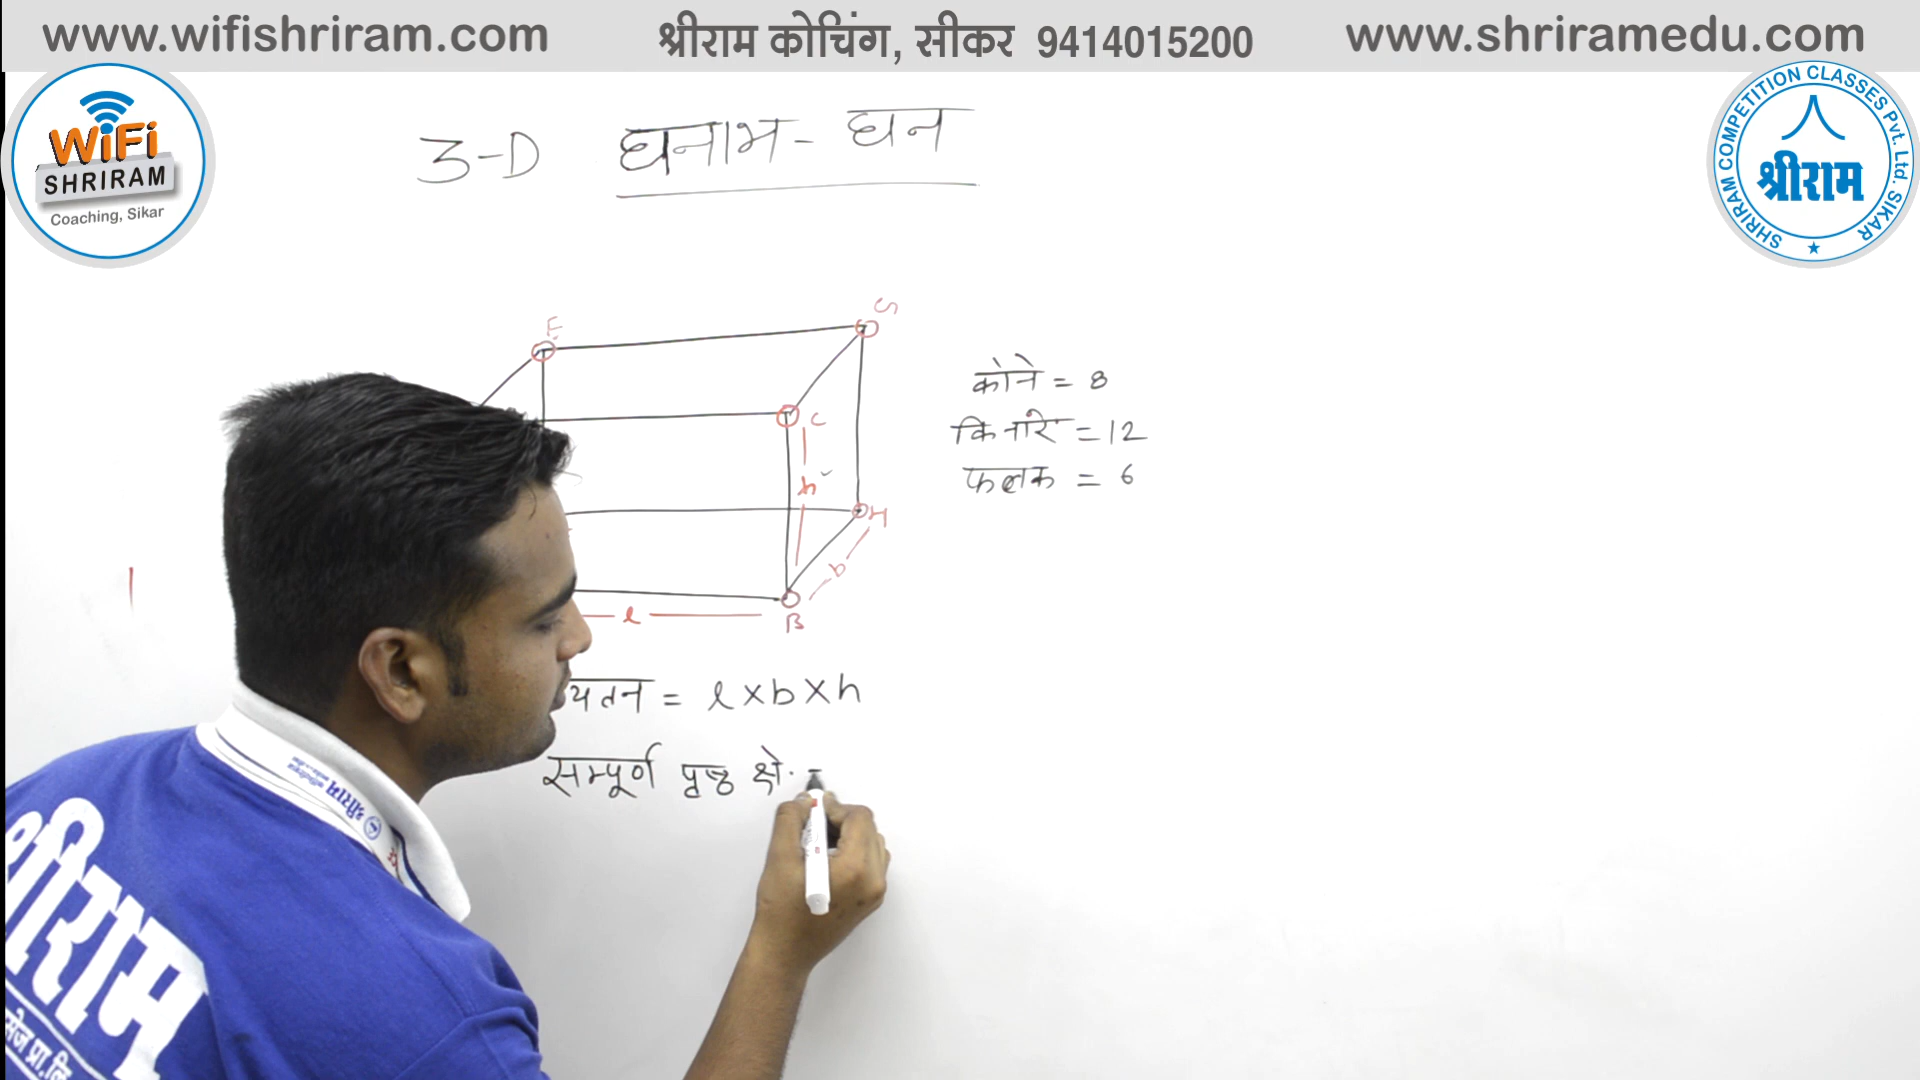 www.wifishriram.com
श्रीराम कोचिंग, सीकर 9414015200
www.shriramedu.com
WiFi
SHRIRAM
Coaching, Sikar
SHRIRAM COMPETITION CLASSES Pvt. Ltd. SIKAR
श्रीराम
3-D घनाभ - घन
E
G
C
h
H
b
l
B
कोने = 8
किनारे = 12
फलक = 6
यतन = l×b×h
सम्पूर्ण पृष्ठ क्षे. =
श्रीराम
श्रीराम